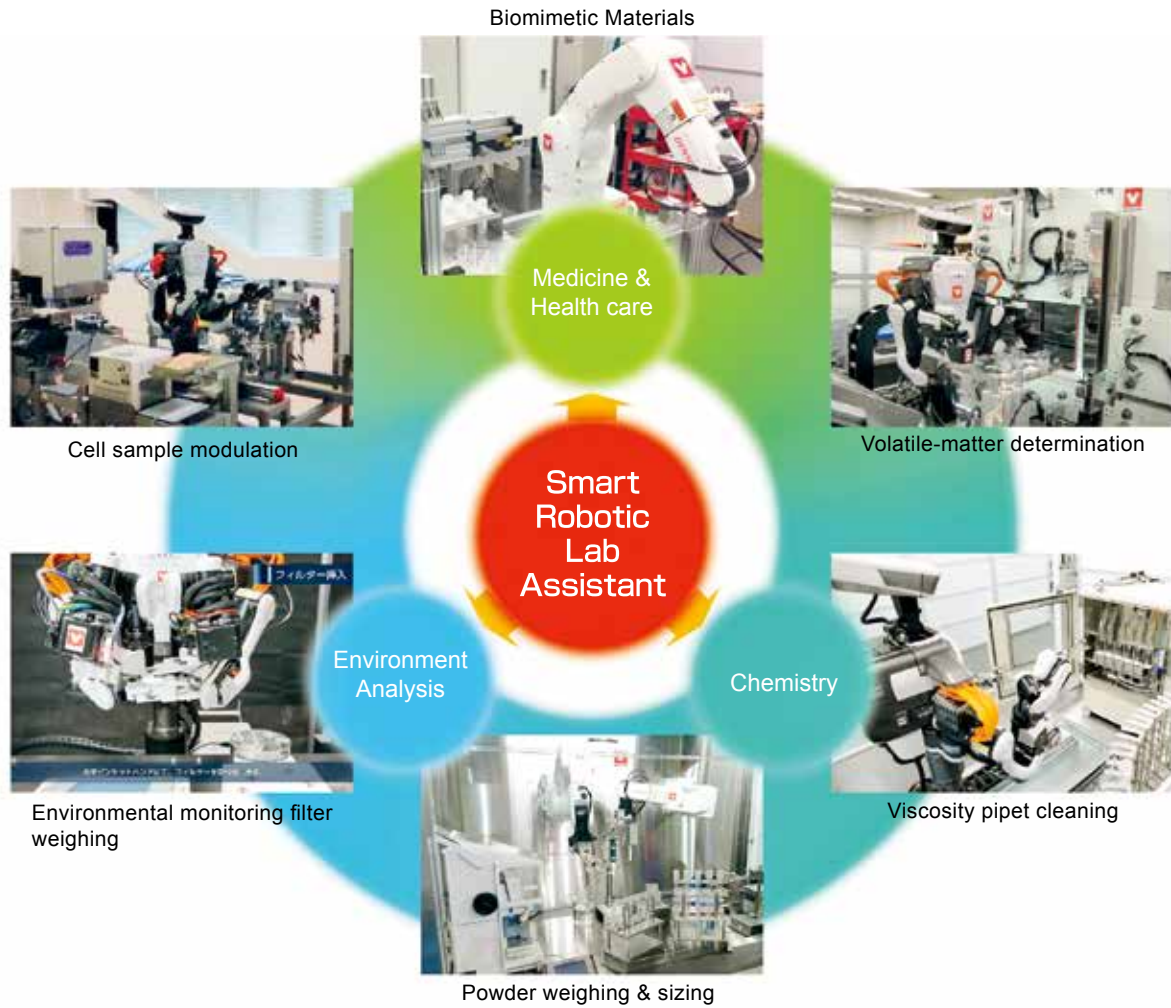 Biomimetic Materials
Medicine &
Health care
Cell sample modulation
Volatile-matter determination
Smart
Robotic
Lab
Assistant
フィルター挿入
Environment
Analysis
Chemistry
Environmental monitoring filter
weighing
Viscosity pipet cleaning
Powder weighing & sizing